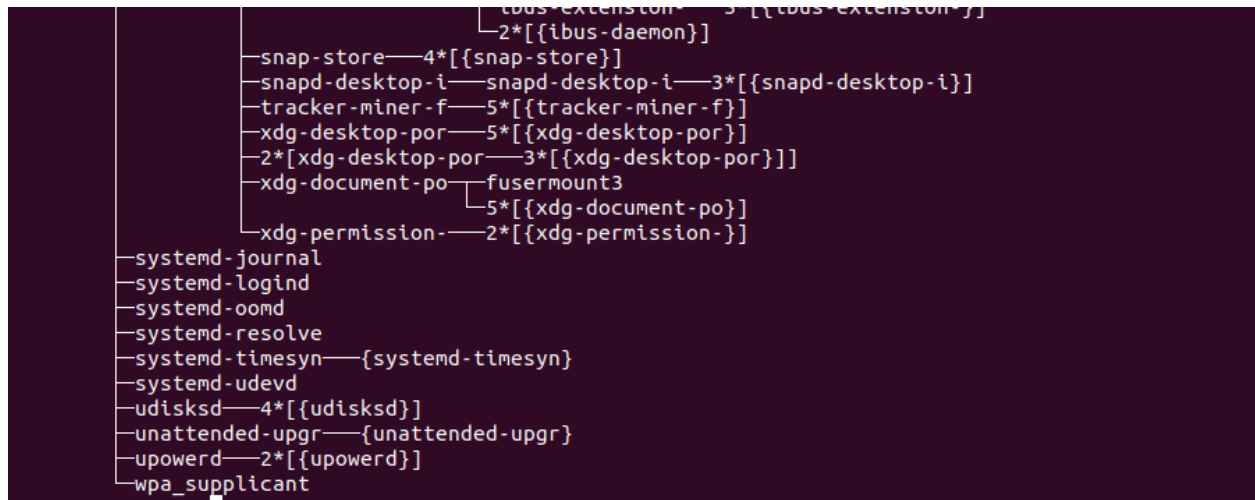 └─2*[{ibus-daemon}]
├─snap-store───4*[{snap-store}]
├─snapd-desktop-i───snapd-desktop-i───3*[{snapd-desktop-i}]
├─tracker-miner-f───5*[{tracker-miner-f}]
├─xdg-desktop-por───5*[{xdg-desktop-por}]
├─2*[xdg-desktop-por───3*[{xdg-desktop-por}]]
├─xdg-document-po─┬─fusermount3
└─5*[{xdg-document-po}]
└─xdg-permission-───2*[{xdg-permission-}]
├─systemd-journal
├─systemd-logind
├─systemd-oomd
├─systemd-resolve
├─systemd-timesyn───{systemd-timesyn}
├─systemd-udevd
├─udisksd───4*[{udisksd}]
├─unattended-upgr───{unattended-upgr}
├─upowerd───2*[{upowerd}]
└─wpa_supplicant